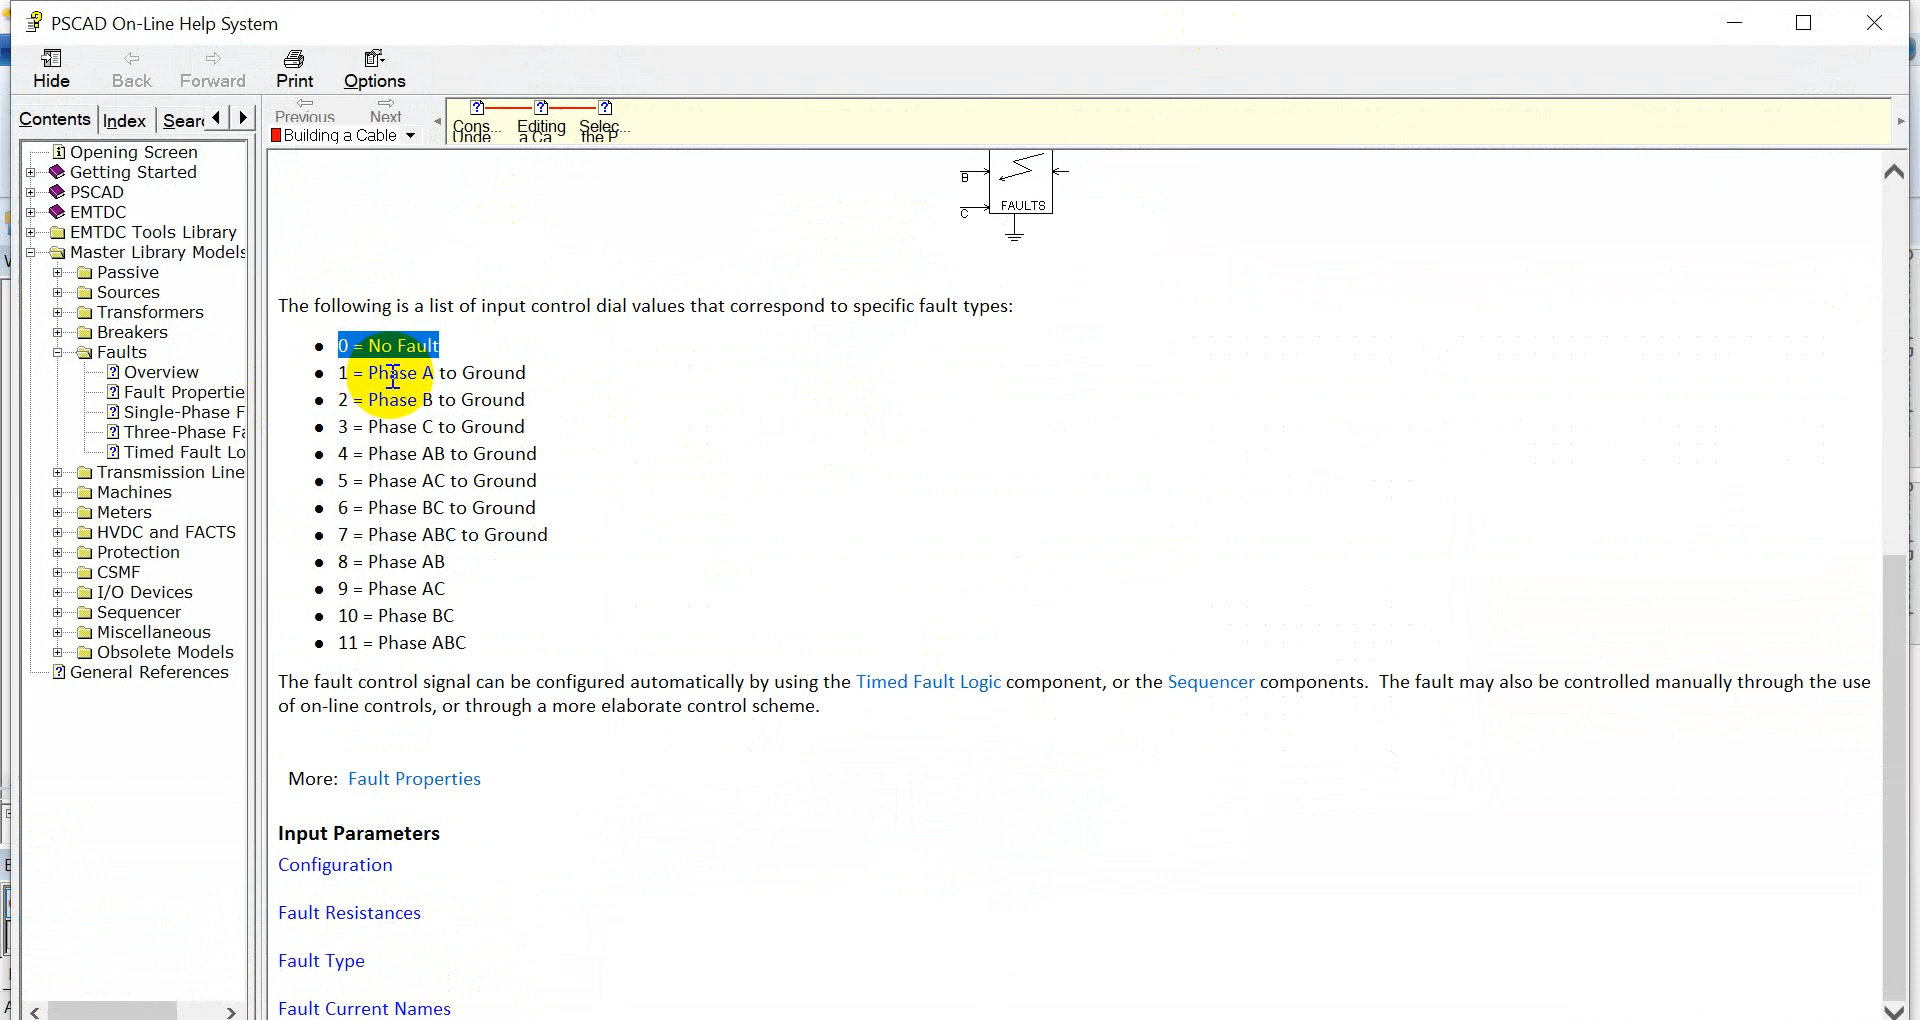 PSCAD On-Line Help System
Hide Back Forward Print Options
Contents Index Sear
Previous Next
Building a Cable
Cons... Editing Selec...
Unde a Ca the P
Opening Screen
Getting Started
PSCAD
EMTDC
EMTDC Tools Library
Master Library Models
Passive
Sources
Transformers
Breakers
Faults
Overview
Fault Propertie
Single-Phase F
Three-Phase Fa
Timed Fault Lo
Transmission Line
Machines
Meters
HVDC and FACTS
Protection
CSMF
I/O Devices
Sequencer
Miscellaneous
Obsolete Models
General References
B
C
FAULTS
The following is a list of input control dial values that correspond to specific fault types:
● 0 = No Fault
● 1 = Phase A to Ground
● 2 = Phase B to Ground
● 3 = Phase C to Ground
● 4 = Phase AB to Ground
● 5 = Phase AC to Ground
● 6 = Phase BC to Ground
● 7 = Phase ABC to Ground
● 8 = Phase AB
● 9 = Phase AC
● 10 = Phase BC
● 11 = Phase ABC
The fault control signal can be configured automatically by using the Timed Fault Logic component, or the Sequencer components. The fault may also be controlled manually through the use
of on-line controls, or through a more elaborate control scheme.
More: Fault Properties
Input Parameters
Configuration
Fault Resistances
Fault Type
Fault Current Names